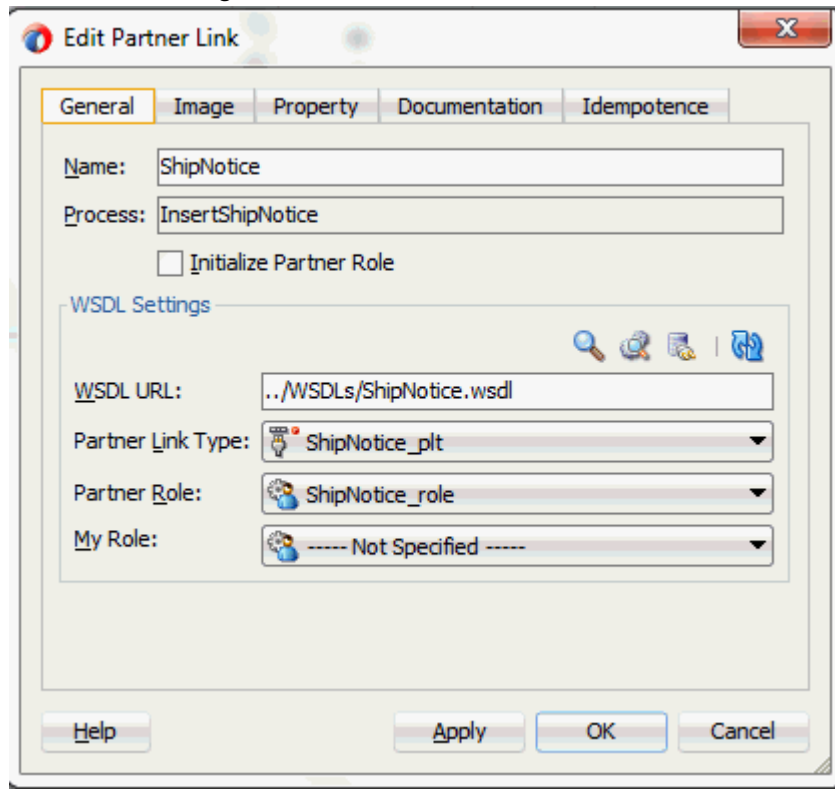 Edit Partner Link
General Image Property Documentation Idempotence
Name: ShipNotice
Process: InsertShipNotice
Initialize Partner Role
WSDL Settings
WSDL URL: ../WSDLs/ShipNotice.wsdl
Partner Link Type: ShipNotice_plt
Partner Role: ShipNotice_role
My Role: ----- Not Specified -----
Help Apply OK Cancel